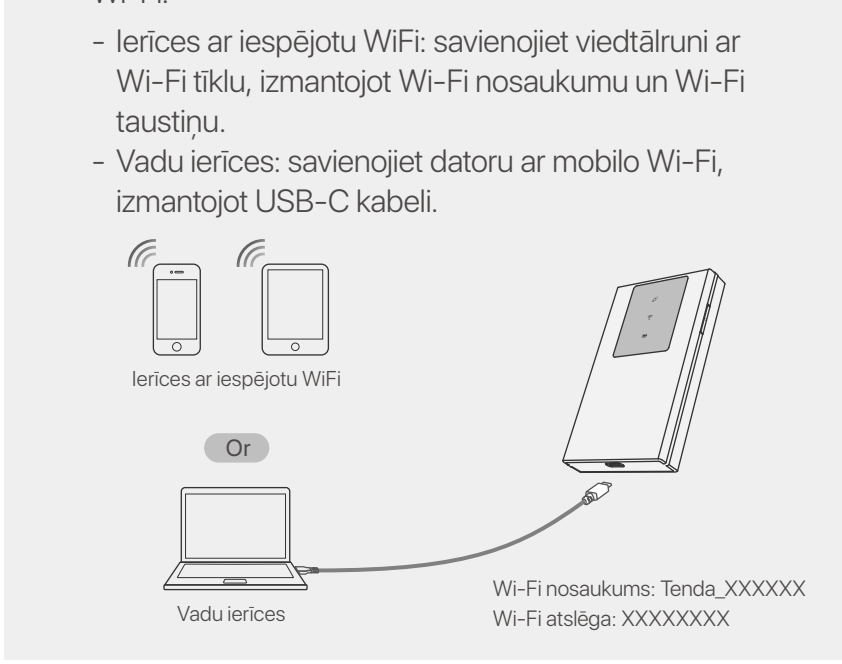 - Ierīces ar iespējotu WiFi: savienojiet viedtālruni ar
Wi-Fi tīklu, izmantojot Wi-Fi nosaukumu un Wi-Fi
taustiņu.
- Vadu ierīces: savienojiet datoru ar mobilo Wi-Fi,
izmantojot USB-C kabeli.
Ierīces ar iespējotu WiFi
Or
Vadu ierīces
Wi-Fi nosaukums: Tenda_XXXXXX
Wi-Fi atslēga: XXXXXXXX